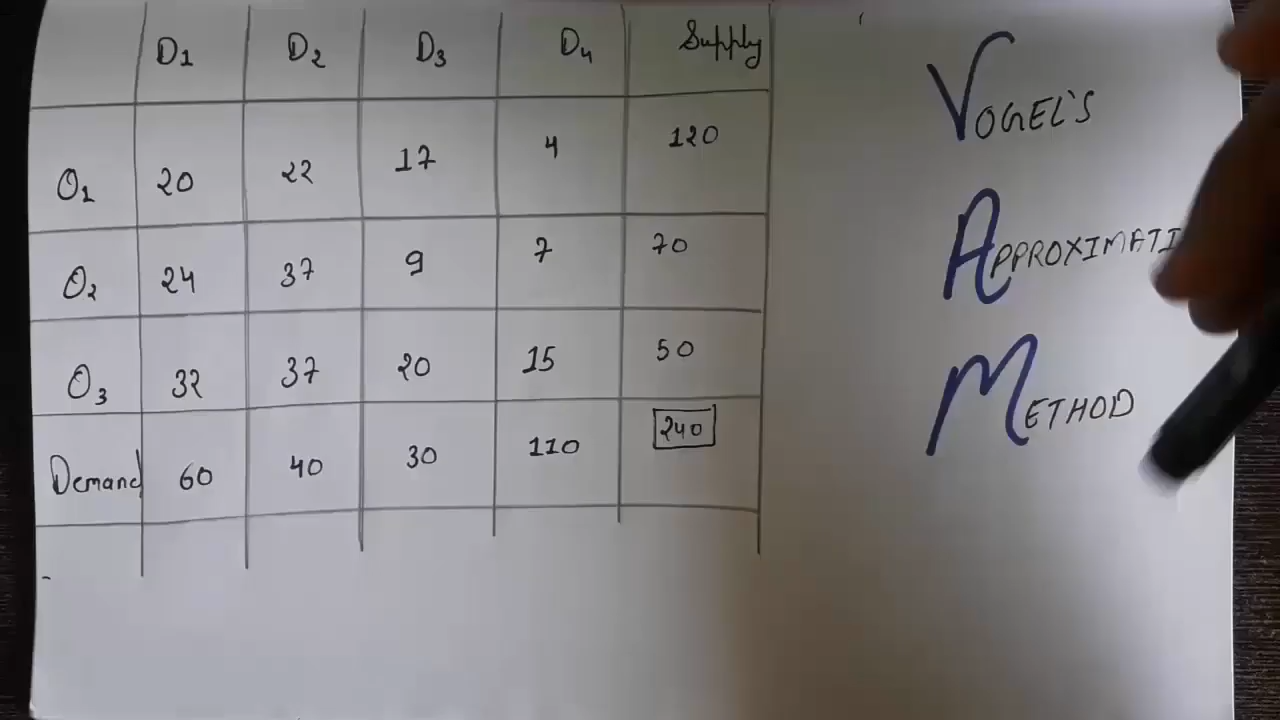 D1 D2 D3 D4 Supply
O1 20 22 17 4 120
O2 24 37 9 7 70
O3 32 37 20 15 50
Demand 60 40 30 110 240
VOGEL'S
APPROXIMATI
METHOD